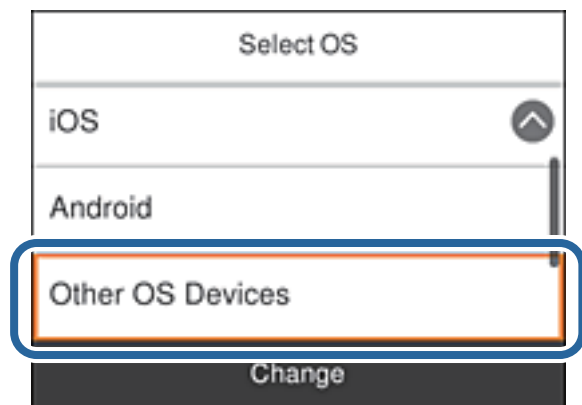 Select OS
iOS
Android
Other OS Devices
Change